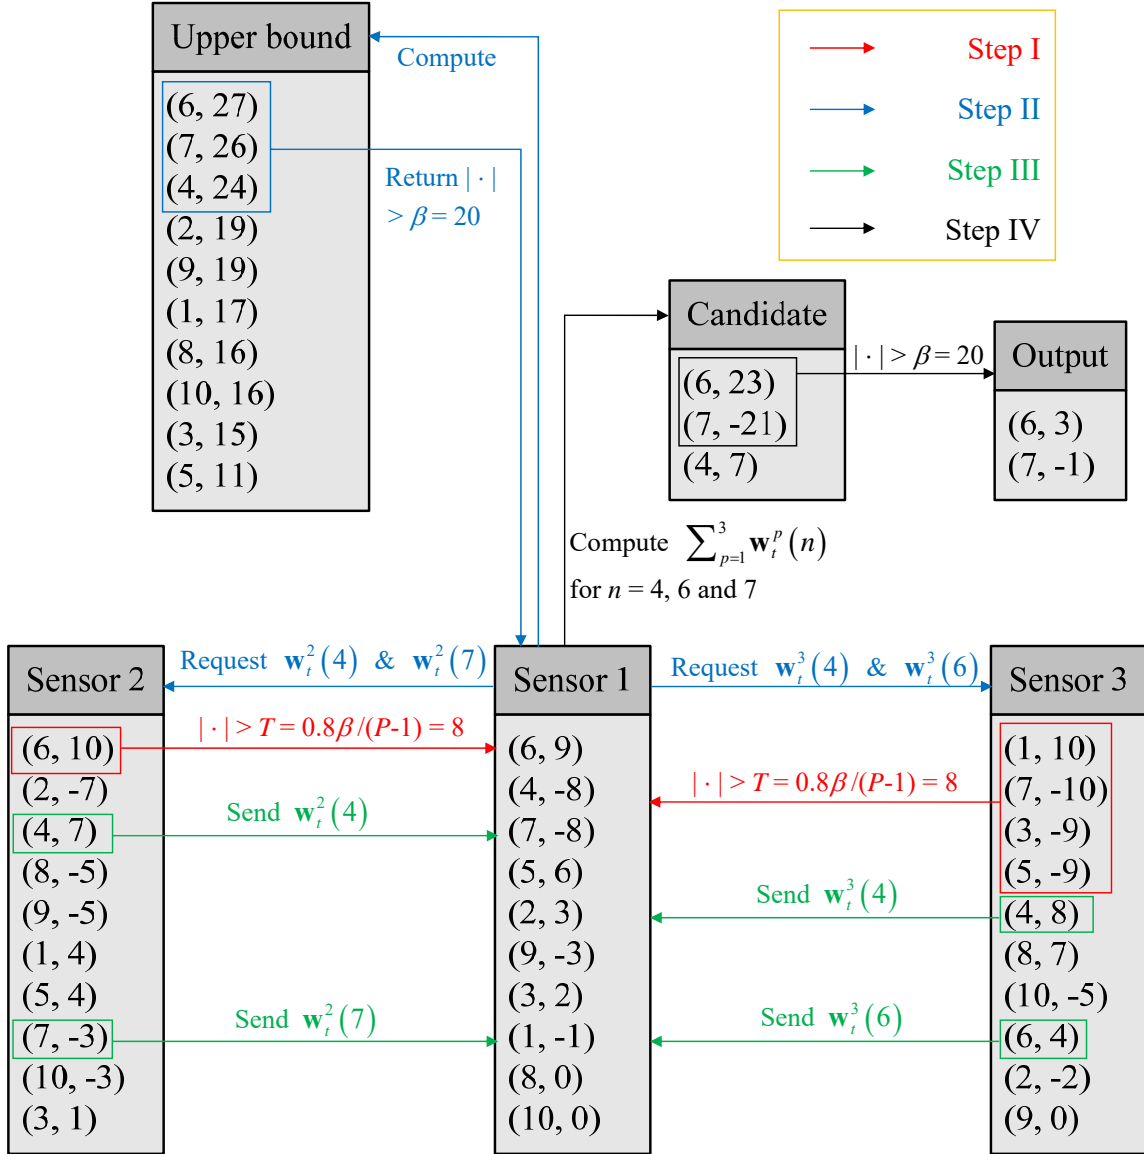 Upper bound
(6, 27)
(7, 26)
(4, 24)
(2, 19)
(9, 19)
(1, 17)
(8, 16)
(10, 16)
(3, 15)
(5, 11)
Compute
Return | · |
> β = 20
Step I
Step II
Step III
Step IV
Candidate
(6, 23)
(7, -21)
(4, 7)
| · | > β = 20
Output
(6, 3)
(7, -1)
Compute ∑_{p=1}^{3} w_t^p(n)
for n = 4, 6 and 7
Sensor 2
(6, 10)
(2, -7)
(4, 7)
(8, -5)
(9, -5)
(1, 4)
(5, 4)
(7, -3)
(10, -3)
(3, 1)
Request w_t^2(4) & w_t^2(7)
| · | > T = 0.8β/(P-1) = 8
Send w_t^2(4)
Send w_t^2(7)
Sensor 1
(6, 9)
(4, -8)
(7, -8)
(5, 6)
(2, 3)
(9, -3)
(3, 2)
(1, -1)
(8, 0)
(10, 0)
Request w_t^3(4) & w_t^3(6)
| · | > T = 0.8β/(P-1) = 8
Send w_t^3(4)
Send w_t^3(6)
Sensor 3
(1, 10)
(7, -10)
(3, -9)
(5, -9)
(4, 8)
(8, 7)
(10, -5)
(6, 4)
(2, -2)
(9, 0)